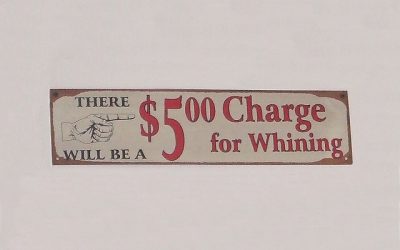 THERE
WILL BE A
$5.00 Charge
for Whining